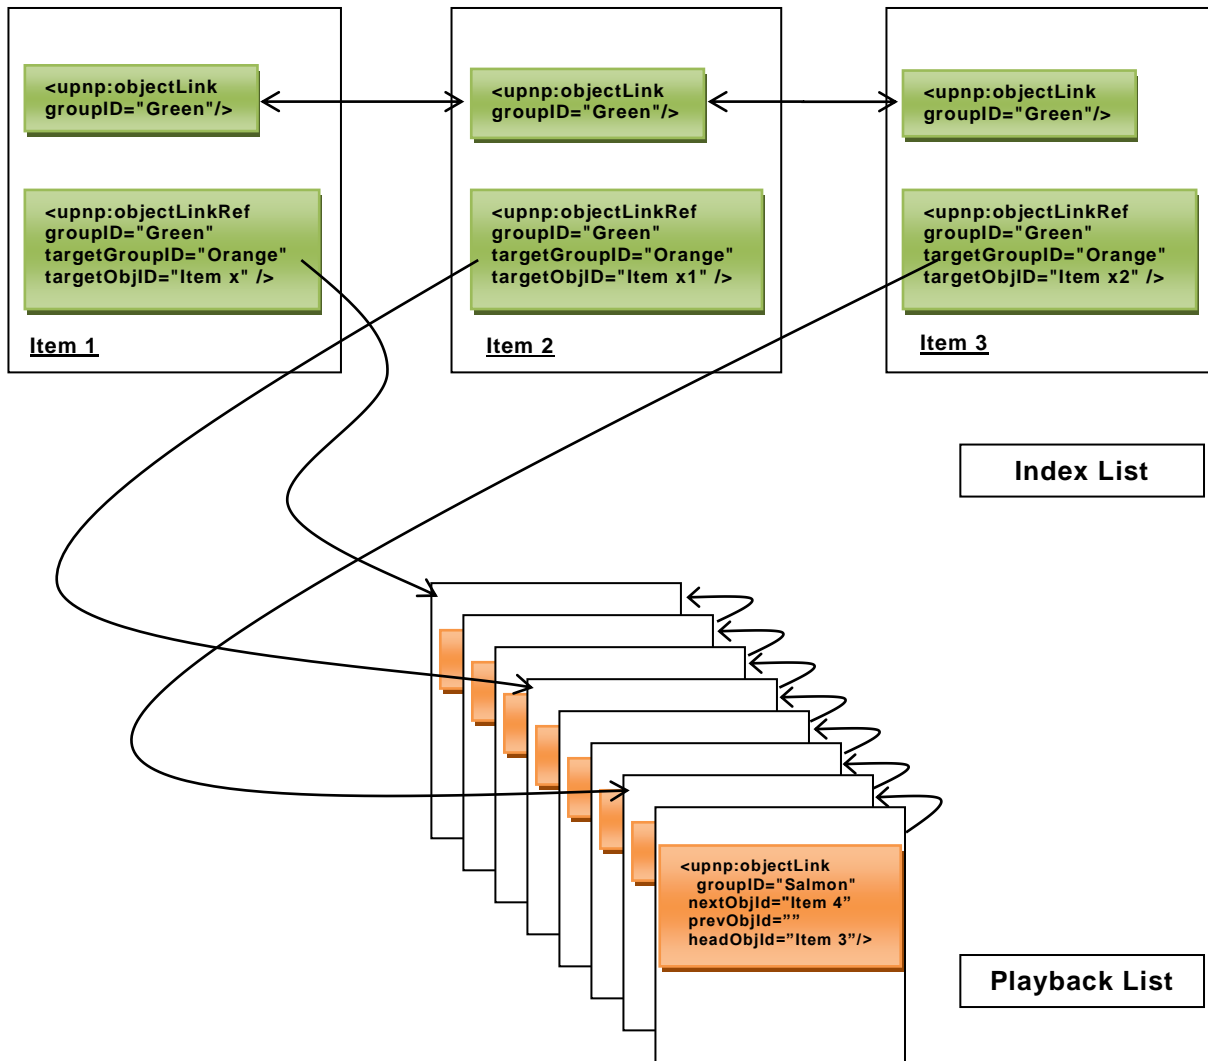 <upnp:objectLink
groupID="Green"/>
<upnp:objectLink
groupID="Green"/>
<upnp:objectLink
groupID="Green"/>
<upnp:objectLinkRef
groupID="Green"
targetGroupID="Orange"
targetObjID="Item x" />
Item 1
<upnp:objectLinkRef
groupID="Green"
targetGroupID="Orange"
targetObjID="Item x1" />
Item 2
<upnp:objectLinkRef
groupID="Green"
targetGroupID="Orange"
targetObjID="Item x2" />
Item 3
Index List
<upnp:objectLink
groupID="Salmon"
nextObjId="Item 4”
prevObjId=””
headObjId=”Item 3”/>
Playback List